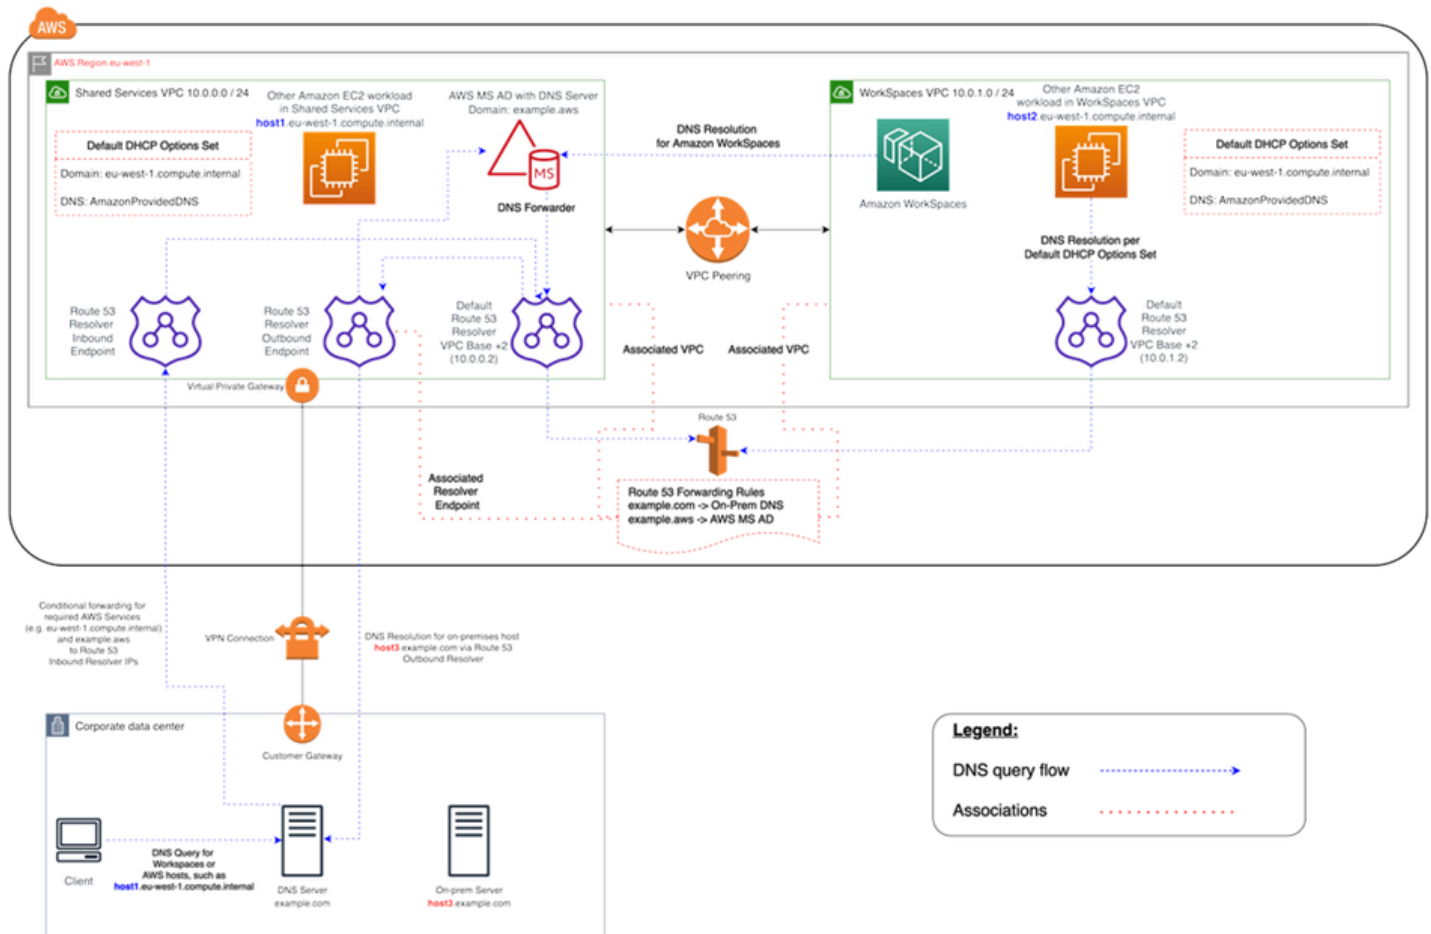 AWS
AWS Region eu-west-1
Shared Services VPC 10.0.0.0 / 24
Other Amazon EC2 workload
in Shared Services VPC
host1.eu-west-1.compute.internal
AWS MS AD with DNS Server
Domain: example.aws
MS
DNS Forwarder
Default DHCP Options Set
Domain: eu-west-1.compute.internal
DNS: AmazonProvidedDNS
DNS Resolution
for Amazon WorkSpaces
VPC Peering
WorkSpaces VPC 10.0.1.0 / 24
Other Amazon EC2
workload in WorkSpaces VPC
host2.eu-west-1.compute.internal
Amazon WorkSpaces
Default DHCP Options Set
Domain: eu-west-1.compute.internal
DNS: AmazonProvidedDNS
DNS Resolution per
Default DHCP Options Set
Route 53
Resolver
Inbound
Endpoint
Route 53
Resolver
Outbound
Endpoint
Default
Route 53
Resolver
VPC Base +2
(10.0.0.2)
Associated VPC
Associated VPC
Default
Route 53
Resolver
VPC Base +2
(10.0.1.2)
Virtual Private Gateway
Route 53
Associated
Resolver
Endpoint
Route 53 Forwarding Rules
example.com -> On-Prem DNS
example.aws -> AWS MS AD
Conditional forwarding for
required AWS Services
(e.g. eu-west-1.compute.internal)
and example.aws
to Route 53
Inbound Resolver IPs
VPN Connection
DNS Resolution for on-premises host
host3.example.com via Route 53
Outbound Resolver
Corporate data center
Customer Gateway
Client
DNS Query for
Workspaces or
AWS hosts, such as
host1.eu-west-1.compute.internal
DNS Server
example.com
On-prem Server
host3.example.com
Legend:
DNS query flow
Associations